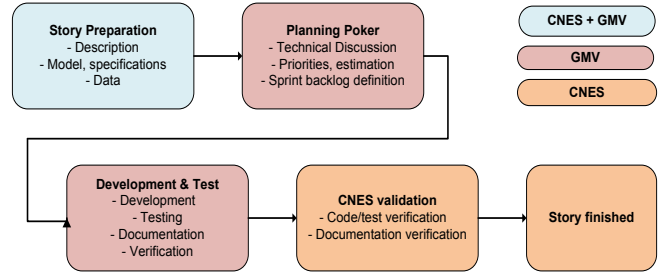 Story Preparation
- Description
- Model, specifications
- Data
Planning Poker
- Technical Discussion
- Priorities, estimation
- Sprint backlog definition
CNES + GMV
GMV
CNES
Development & Test
- Development
- Testing
- Documentation
- Verification
CNES validation
- Code/test verification
- Documentation verification
Story finished